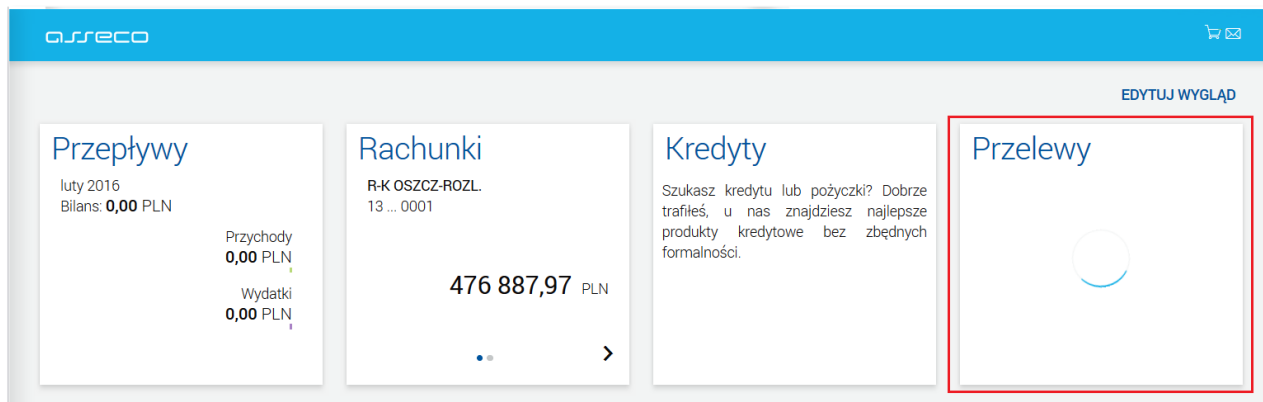 asseco
EDYTUJ WYGLĄD
Przepływy
luty 2016
Bilans: 0,00 PLN
Przychody
0,00 PLN
Wydatki
0,00 PLN
Rachunki
R-K OSZCZ-ROZL.
13 ... 0001
476 887,97 PLN
Kredyty
Szukasz kredytu lub pożyczki? Dobrze
trafiłeś, u nas znajdziesz najlepsze
produkty kredytowe bez zbędnych
formalności.
Przelewy